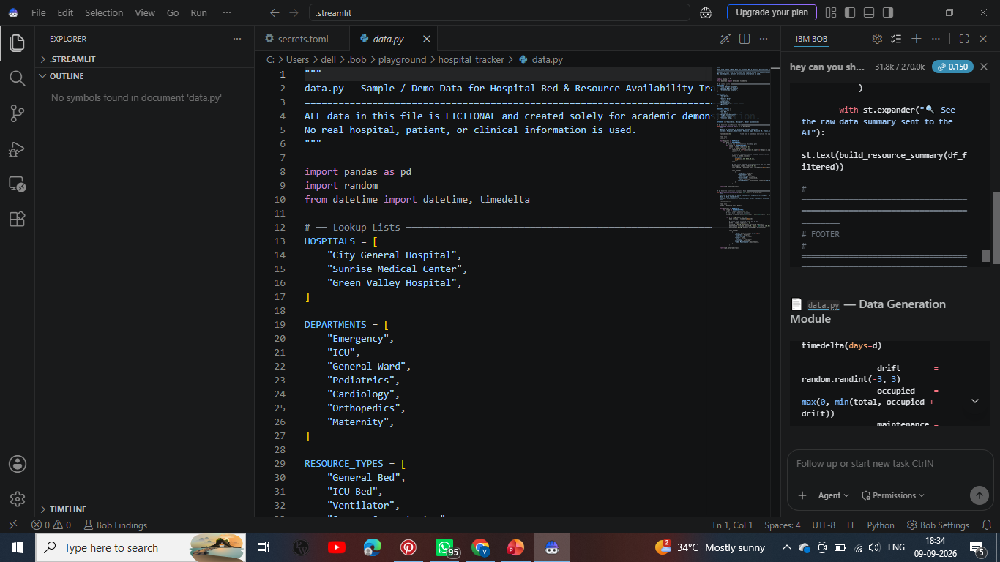 File Edit Selection View Go Run ··· .streamlit Upgrade your plan
EXPLORER ···
.STREAMLIT
OUTLINE
No symbols found in document 'data.py'
TIMELINE
secrets.toml data.py
C: > Users > dell > .bob > playground > hospital_tracker > data.py
1 """
2 data.py — Sample / Demo Data for Hospital Bed & Resource Availability Tra
3 ==============================================================================
4 ALL data in this file is FICTIONAL and created solely for academic demonstration.
5 No real hospital, patient, or clinical information is used.
6 """
7
8 import pandas as pd
9 import random
10 from datetime import datetime, timedelta
11
12 # —— Lookup Lists ——————————————————
13 HOSPITALS = [
14 "City General Hospital",
15 "Sunrise Medical Center",
16 "Green Valley Hospital",
17 ]
18
19 DEPARTMENTS = [
20 "Emergency",
21 "ICU",
22 "General Ward",
23 "Pediatrics",
24 "Cardiology",
25 "Orthopedics",
26 "Maternity",
27 ]
28
29 RESOURCE_TYPES = [
30 "General Bed",
31 "ICU Bed",
32 "Ventilator",
IBM BOB
hey can you sh... 31.8k / 270.0k 0.150
)
with st.expander("🔍 See
the raw data summary sent to the
AI"):
st.text(build_resource_summary(df_f
iltered))
#
# FOOTER
#
data.py — Data Generation
Module
timedelta(days=d)
drift =
random.randint(-3, 3)
occupied =
max(0, min(total, occupied +
drift))
maintenance =
Follow up or start new task CtrlN
+ Agent Permissions
0 0 Bob Findings Ln 1, Col 1 Spaces: 4 UTF-8 LF Python Bob Settings
Type here to search 95 2 34°C Mostly sunny ENG 18:34
09-09-2026 5